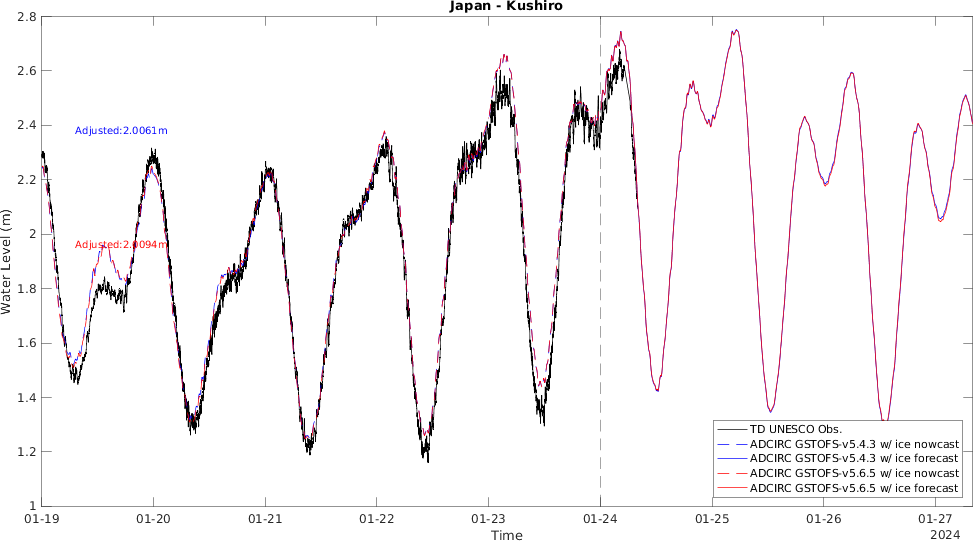 Japan - Kushiro
2.8
2.6
2.4
2.2
2
1.8
1.6
1.4
1.2
1
Water Level (m)
Adjusted:2.0061m
Adjusted:2.0094m
TD UNESCO Obs.
ADCIRC GSTOFS-v5.4.3 w/ ice nowcast
ADCIRC GSTOFS-v5.4.3 w/ ice forecast
ADCIRC GSTOFS-v5.6.5 w/ ice nowcast
ADCIRC GSTOFS-v5.6.5 w/ ice forecast
01-19 01-20 01-21 01-22 01-23 01-24 01-25 01-26 01-27
Time
2024